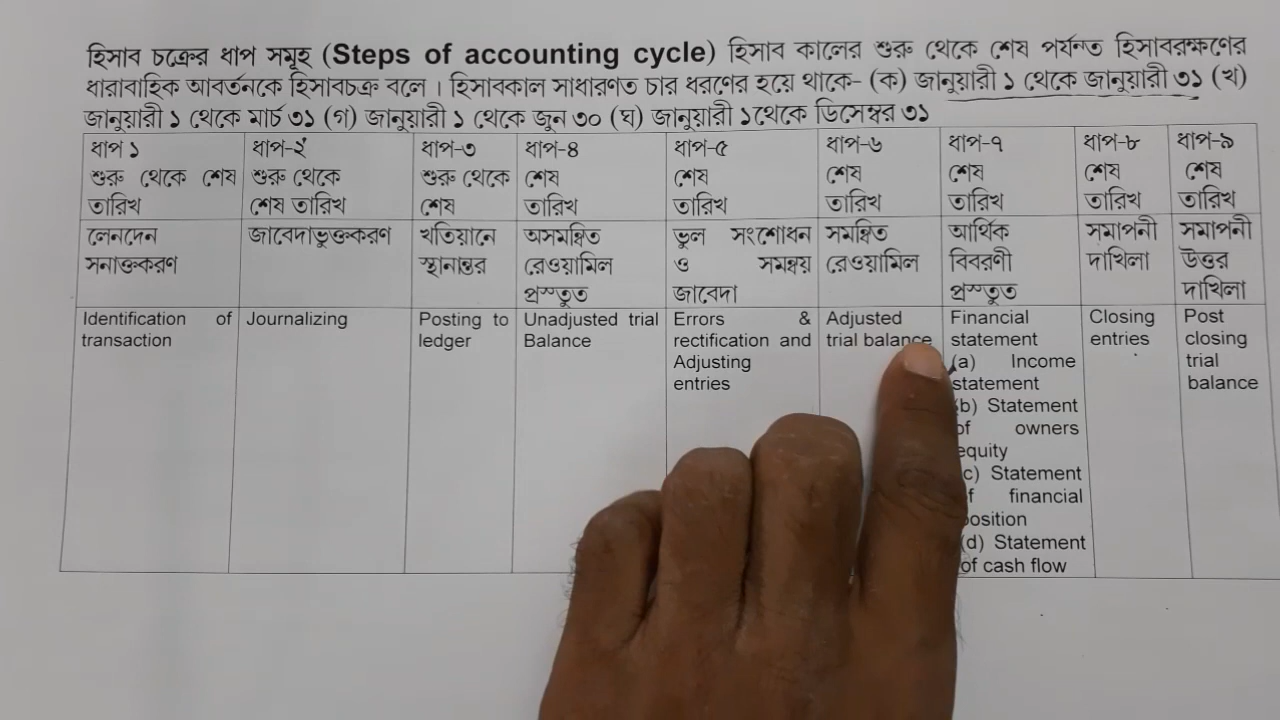 হিসাব চক্রের ধাপ সমূহ (Steps of accounting cycle) হিসাব কালের শুরু থেকে শেষ পর্যন্ত হিসাবরক্ষণের
ধারাবাহিক আবর্তনকে হিসাবচক্র বলে । হিসাবকাল সাধারণত চার ধরণের হয়ে থাকে- (ক) জানুয়ারী ১ থেকে জানুয়ারী ৩১ (খ)
জানুয়ারী ১ থেকে মার্চ ৩১ (গ) জানুয়ারী ১ থেকে জুন ৩০ (ঘ) জানুয়ারী ১থেকে ডিসেম্বর ৩১
ধাপ ১
শুরু থেকে শেষ
তারিখ
ধাপ-২
শুরু থেকে
শেষ তারিখ
ধাপ-৩
শুরু থেকে
শেষ
ধাপ-৪
শেষ
তারিখ
ধাপ-৫
শেষ
তারিখ
ধাপ-৬
শেষ
তারিখ
ধাপ-৭
শেষ
তারিখ
ধাপ-৮
শেষ
তারিখ
ধাপ-৯
শেষ
তারিখ
লেনদেন
সনাক্তকরণ
জাবেদাভুক্তকরণ
খতিয়ানে
স্থানান্তর
অসমন্বিত
রেওয়ামিল
প্রস্তুত
ভুল সংশোধন
ও সমন্বয়
জাবেদা
সমন্বিত
রেওয়ামিল
আর্থিক
বিবরণী
প্রস্তুত
সমাপনী
দাখিলা
সমাপনী
উত্তর
দাখিলা
Identification of
transaction
Journalizing
Posting to
ledger
Unadjusted trial
Balance
Errors &
rectification and
Adjusting
entries
Adjusted
trial balance
Financial
statement
(a) Income
statement
(b) Statement
of owners
equity
(c) Statement
of financial
position
(d) Statement
of cash flow
Closing
entries
Post
closing
trial
balance